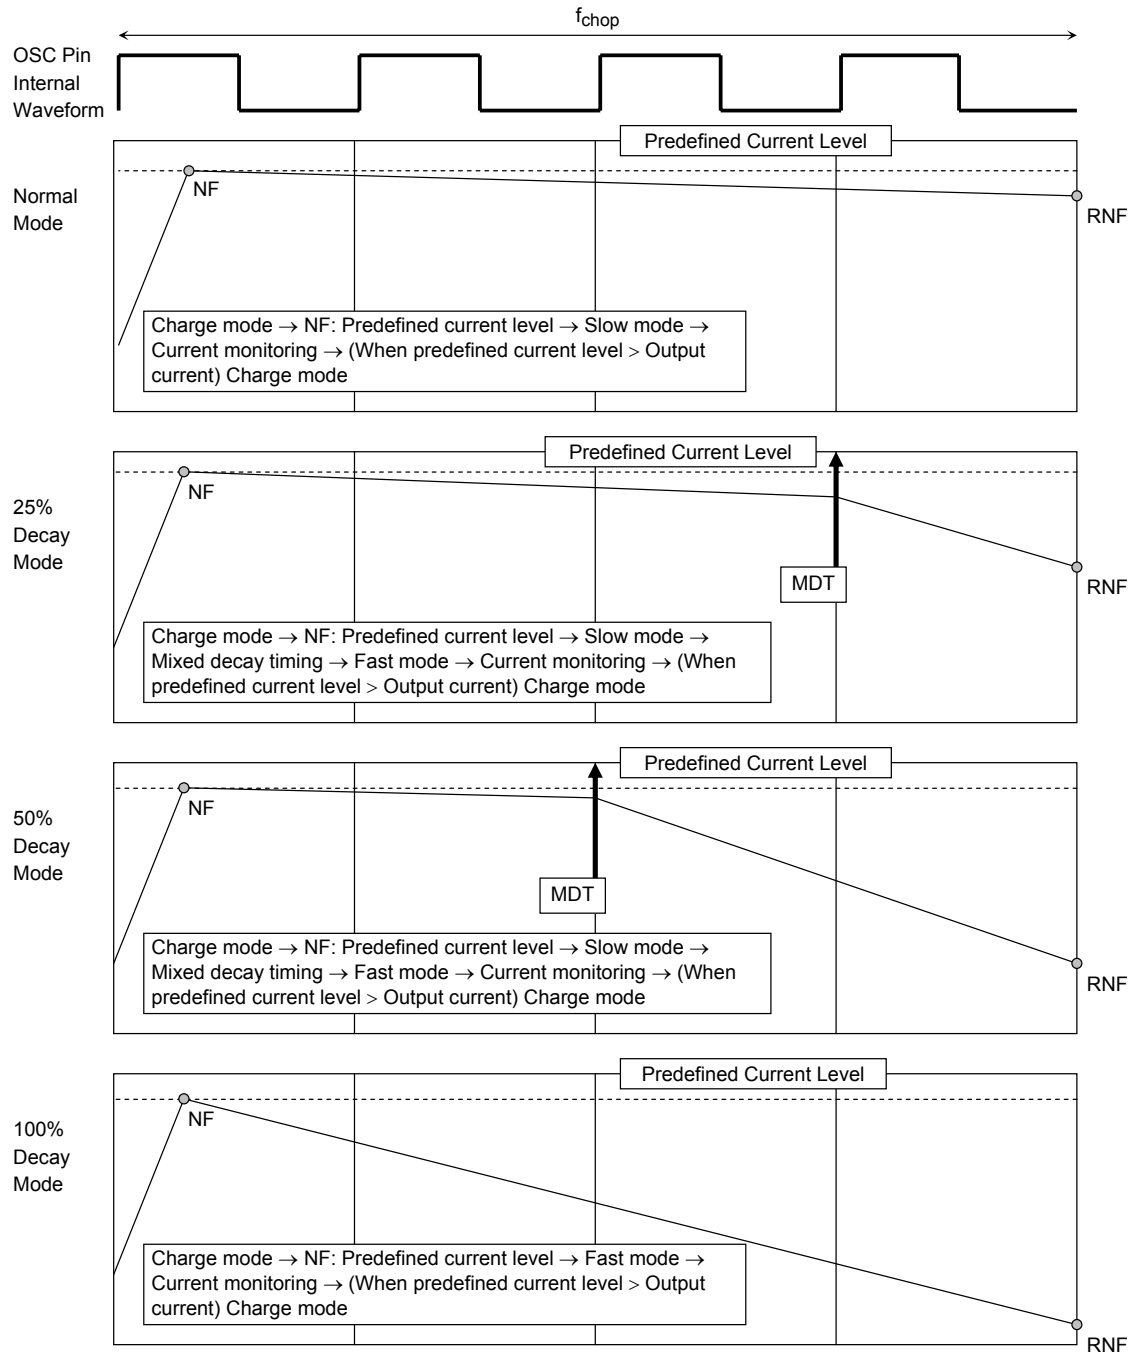 fchop
OSC Pin
Internal
Waveform
Predefined Current Level
Normal
Mode
NF
RNF
Charge mode → NF: Predefined current level → Slow mode →
Current monitoring → (When predefined current level > Output
current) Charge mode
Predefined Current Level
25%
Decay
Mode
NF
MDT
RNF
Charge mode → NF: Predefined current level → Slow mode →
Mixed decay timing → Fast mode → Current monitoring → (When
predefined current level > Output current) Charge mode
Predefined Current Level
50%
Decay
Mode
NF
MDT
RNF
Charge mode → NF: Predefined current level → Slow mode →
Mixed decay timing → Fast mode → Current monitoring → (When
predefined current level > Output current) Charge mode
Predefined Current Level
100%
Decay
Mode
NF
Charge mode → NF: Predefined current level → Fast mode →
Current monitoring → (When predefined current level > Output
current) Charge mode
RNF